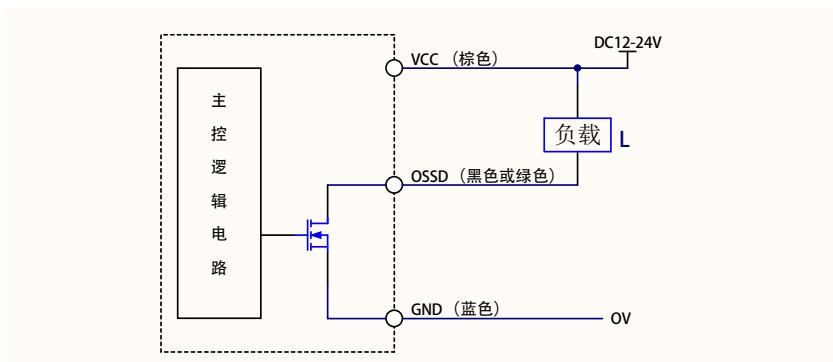 DC12-24V
VCC（棕色）
主
控
逻
辑
电
路
负载 L
OSSD（黑色或绿色）
GND（蓝色）
0V